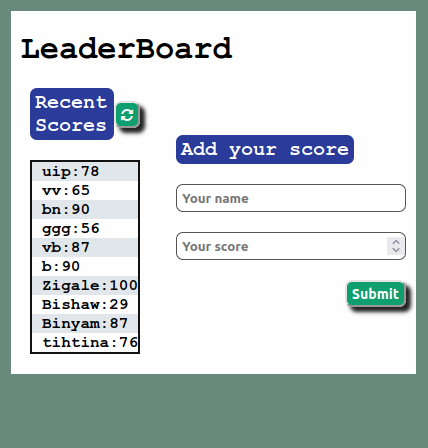 LeaderBoard
Recent
Scores
uip:78
vv:65
bn:90
ggg:56
vb:87
b:90
Zigale:100
Bishaw:29
Binyam:87
tihtina:76
Add your score
Your name
Your score
Submit